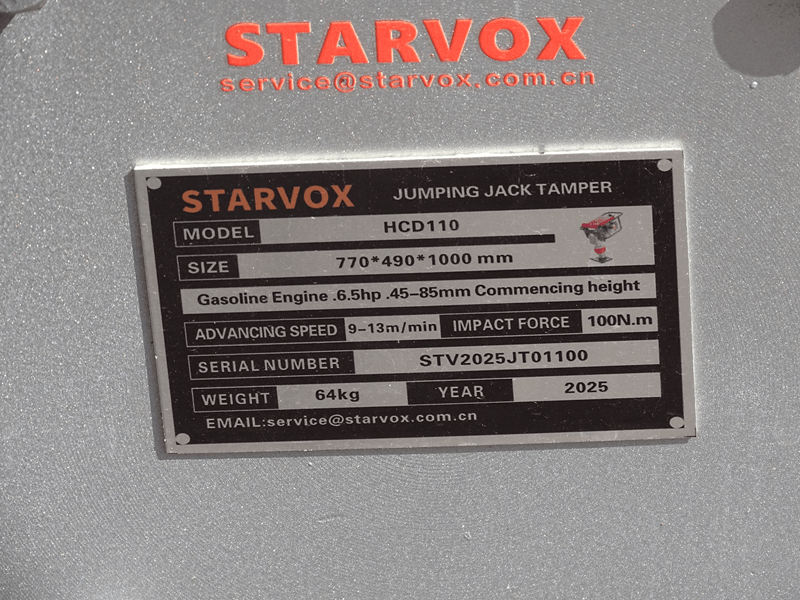 STARVOX
service@starvox.com.cn
STARVOX JUMPING JACK TAMPER
MODEL HCD110
SIZE 770*490*1000 mm
Gasoline Engine .6.5hp .45-85mm Commencing height
ADVANCING SPEED 9-13m/min IMPACT FORCE 100N.m
SERIAL NUMBER STV2025JT01100
WEIGHT 64kg YEAR 2025
EMAIL:service@starvox.com.cn